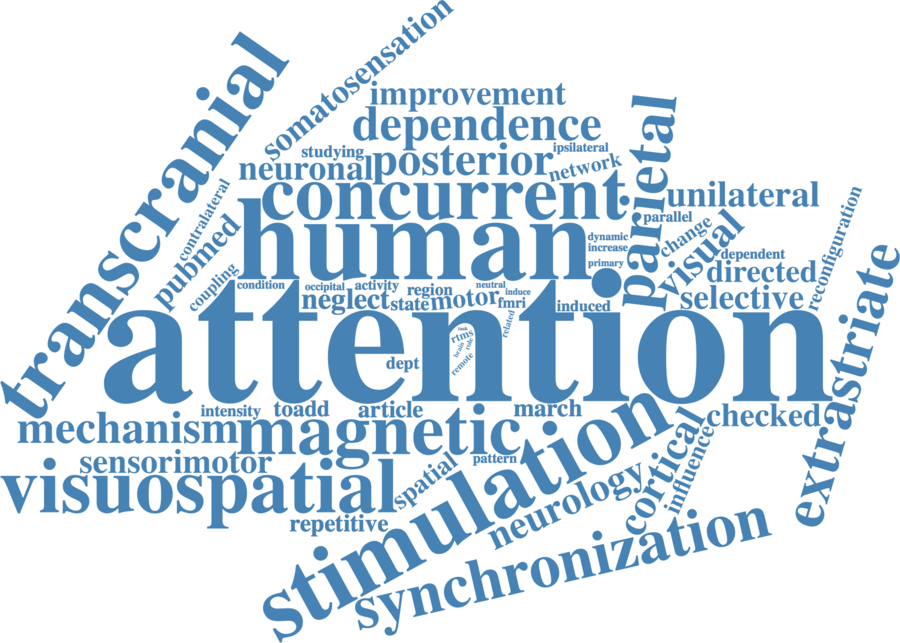 somatosensation
transcranial
improvement
dependence
studying
ipsilateral
neuronal
posterior
network
parietal
concurrent
unilateral
contralateral
pubmed
human
parallel
change
visual
reconfiguration
dynamic
increase
primary
dependent
directed
coupling
condition
occipital
activity
region
neutral
induce
neglect
state
motor
fmri
related
induced
selective
extrastriate
attention
task
rtms
brain
role
remote
dept
intensity
toadd
article
march
checked
mechanism
magnetic
stimulation
cortical
influence
sensorimotor
spatial
pattern
visuospatial
neurology
repetitive
synchronization